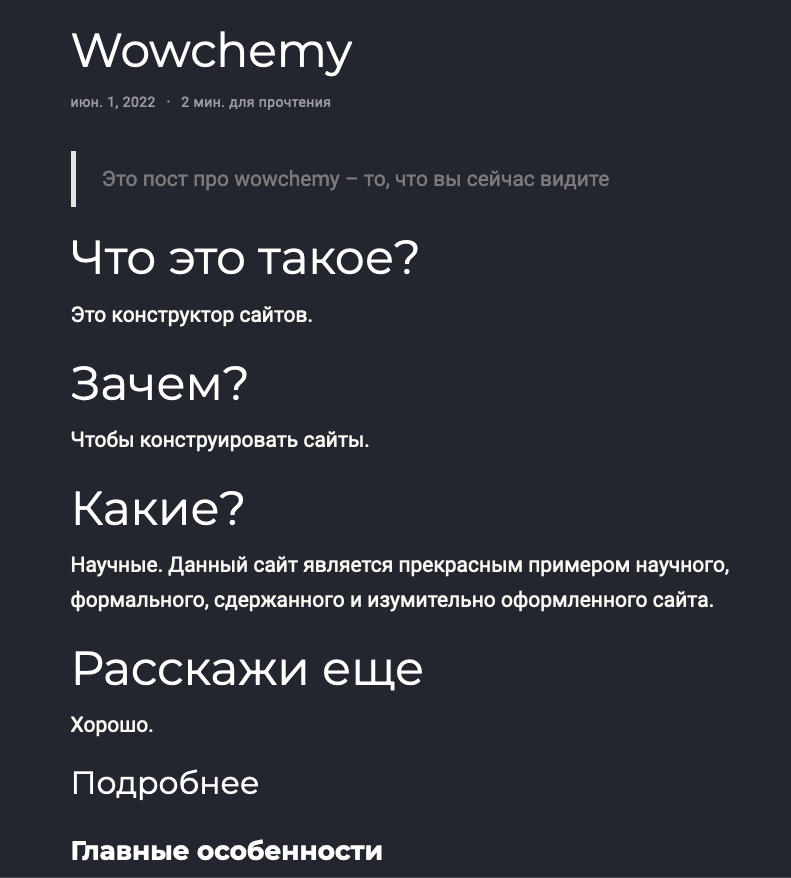 Wowchemy
июн. 1, 2022 · 2 мин. для прочтения
Это пост про wowchemy – то, что вы сейчас видите
Что это такое?
Это конструктор сайтов.
Зачем?
Чтобы конструировать сайты.
Какие?
Научные. Данный сайт является прекрасным примером научного,
формального, сдержанного и изумительно оформленного сайта.
Расскажи еще
Хорошо.
Подробнее
Главные особенности